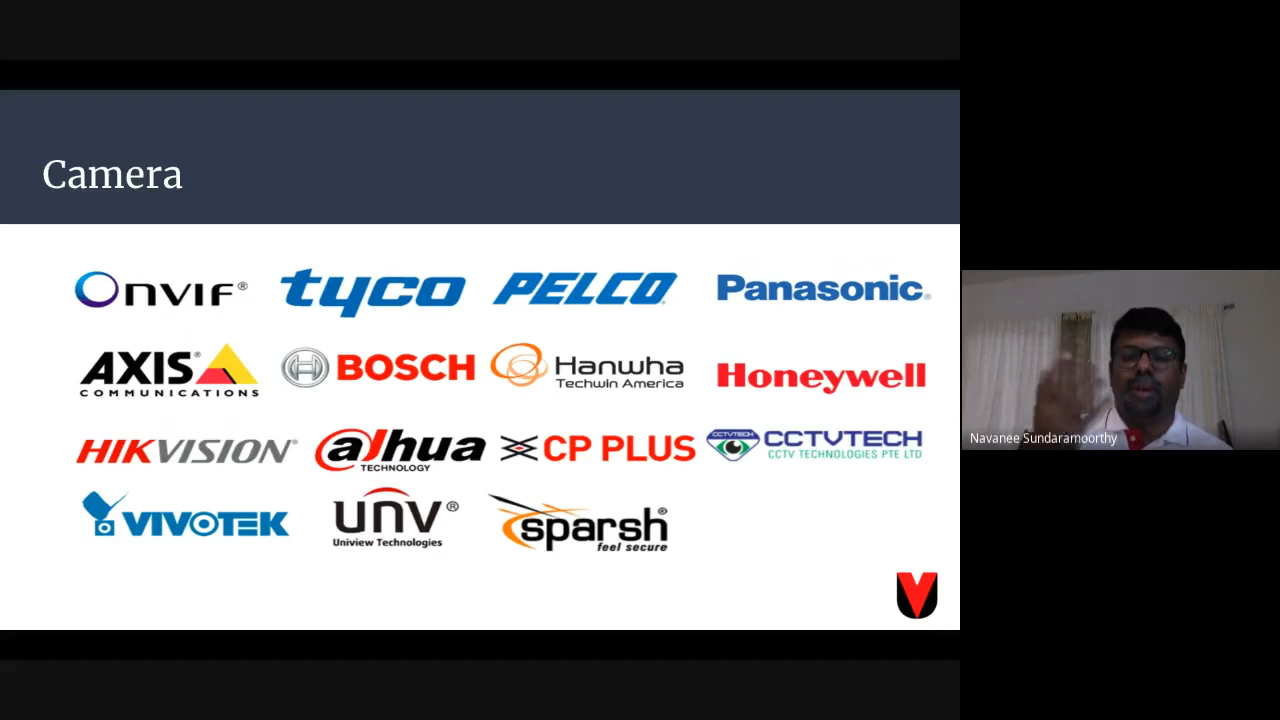 Camera
Onvif®
tyco
PELCO
Panasonic®
AXIS®
COMMUNICATIONS
BOSCH
Hanwha
Techwin America
Honeywell
HIKVISION®
alhua
TECHNOLOGY
CP PLUS
CCTVTECH
CCTVTECH
CCTV TECHNOLOGIES PTE LTD
VIVOTEK
unv®
Uniview Technologies
sparsh®
feel secure
Navanee Sundaramoorthy